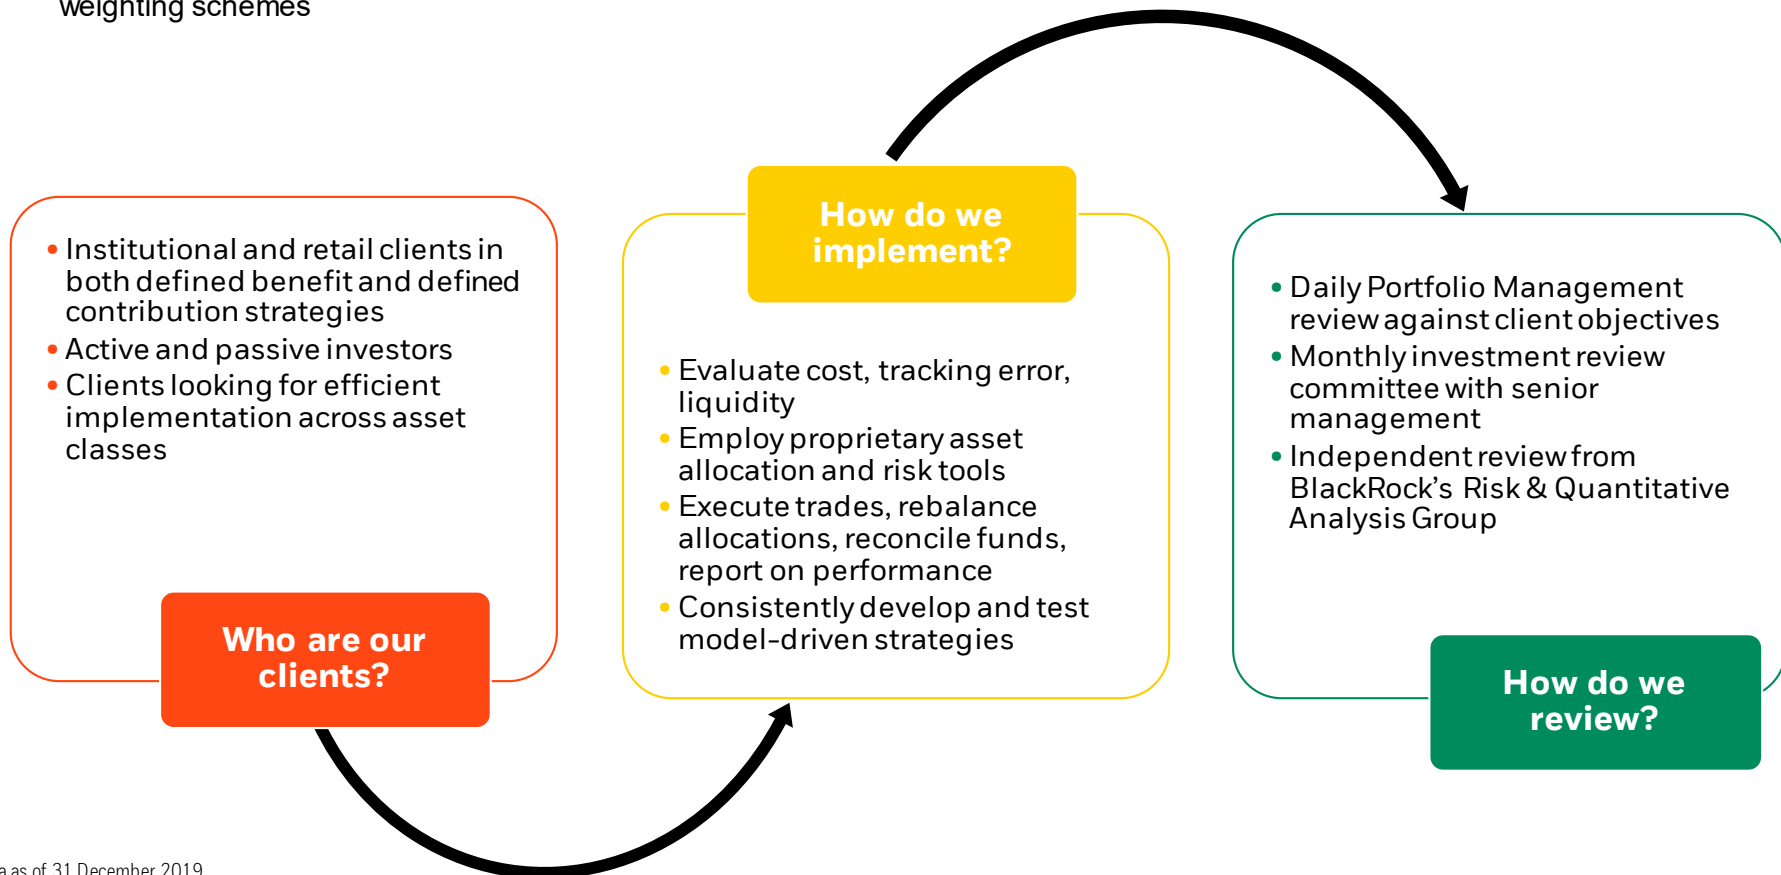 weighting schemes
• Institutional and retail clients in
both defined benefit and defined
contribution strategies
• Active and passive investors
• Clients looking for efficient
implementation across asset
classes
Who are our
clients?
How do we
implement?
• Evaluate cost, tracking error,
liquidity
• Employ proprietary asset
allocation and risk tools
• Execute trades, rebalance
allocations, reconcile funds,
report on performance
• Consistently develop and test
model-driven strategies
• Daily Portfolio Management
review against client objectives
• Monthly investment review
committee with senior
management
• Independent review from
BlackRock’s Risk & Quantitative
Analysis Group
How do we
review?
as of 31 December 2019